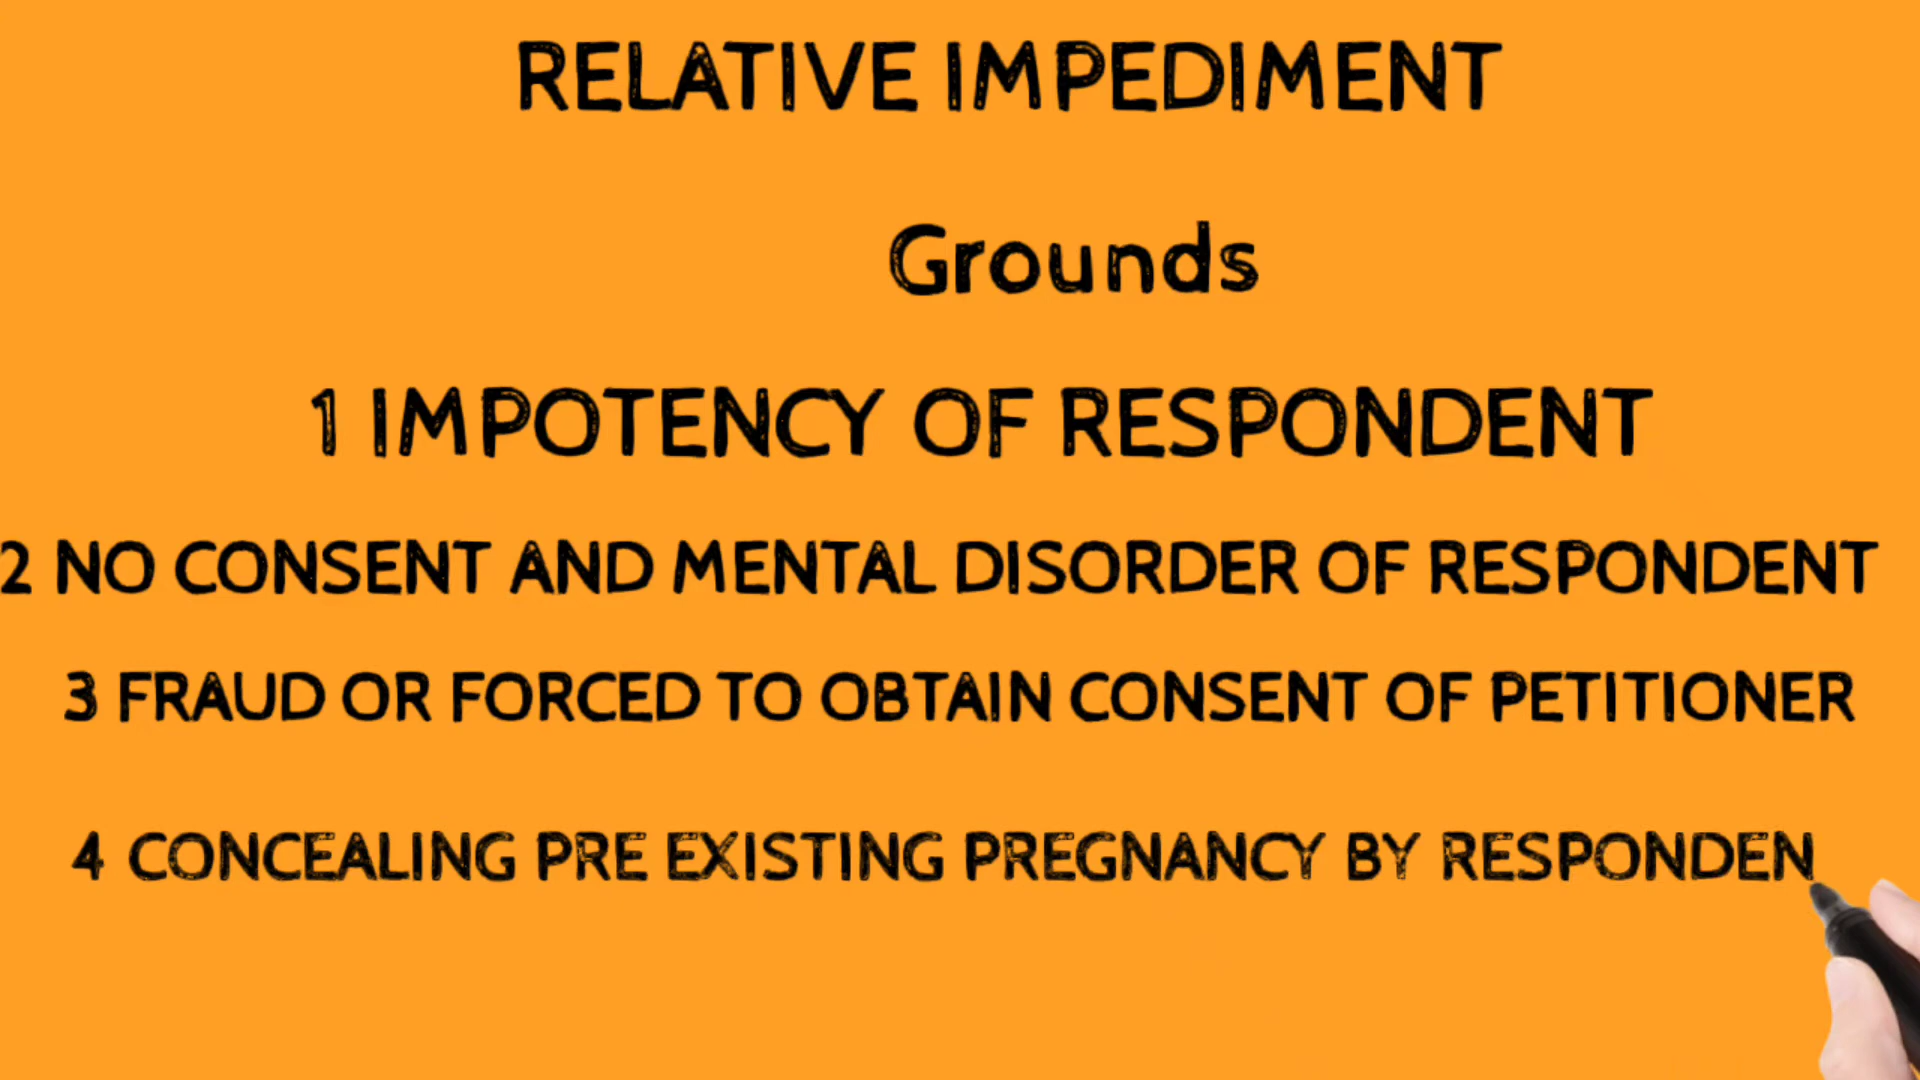 RELATIVE IMPEDIMENT
Grounds
1 IMPOTENCY OF RESPONDENT
2 NO CONSENT AND MENTAL DISORDER OF RESPONDENT
3 FRAUD OR FORCED TO OBTAIN CONSENT OF PETITIONER
4 CONCEALING PRE EXISTING PREGNANCY BY RESPONDEN